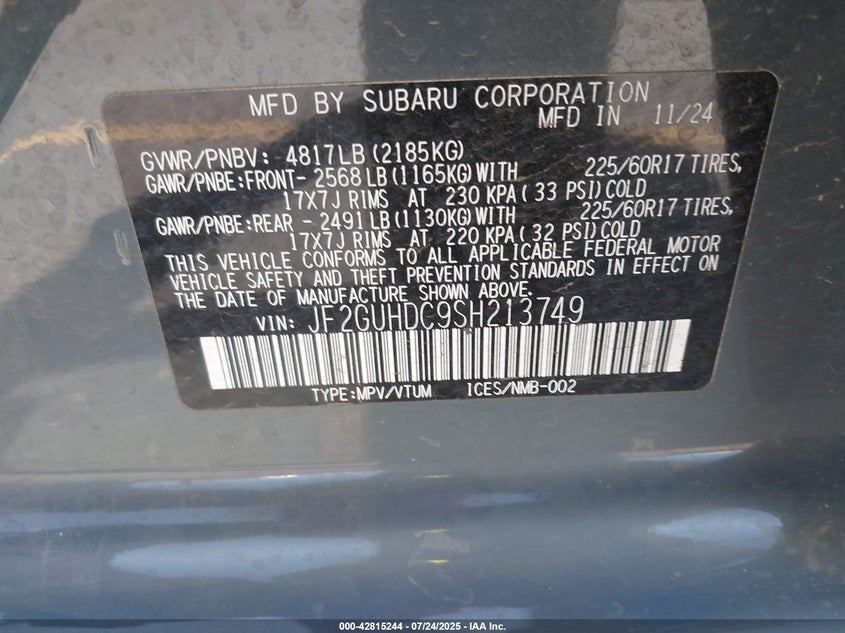 MFD BY SUBARU CORPORATION
MFD IN 11/24
GVWR/PNBV: 4817LB (2185KG)
GAWR/PNBE:FRONT- 2568 LB (1165KG) WITH 225/60R17 TIRES,
17X7J RIMS AT 230 KPA ( 33 PSI) COLD
GAWR/PNBE:REAR - 2491 LB (1130KG) WITH 225/60R17 TIRES,
17X7J RIMS AT 220 KPA ( 32 PSI) COLD
THIS VEHICLE CONFORMS TO ALL APPLICABLE FEDERAL MOTOR
VEHICLE SAFETY AND THEFT PREVENTION STANDARDS IN EFFECT ON
THE DATE OF MANUFACTURE SHOWN ABOVE.
VIN: JF2GUHDC9SH213749
TYPE:MPV/VTUM ICES/NMB-002
000-42815244 - 07/24/2025 - IAA Inc.